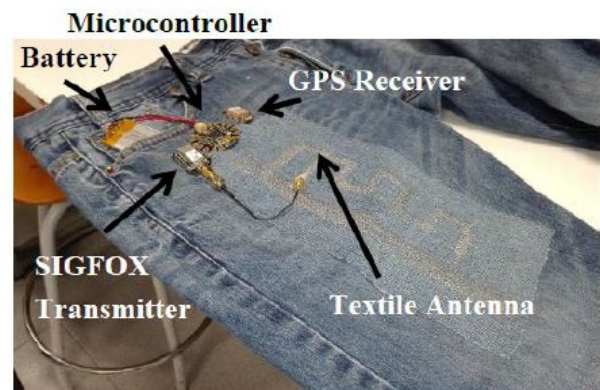 Microcontroller
Battery
GPS Receiver
SIGFOX
Transmitter
Textile Antenna